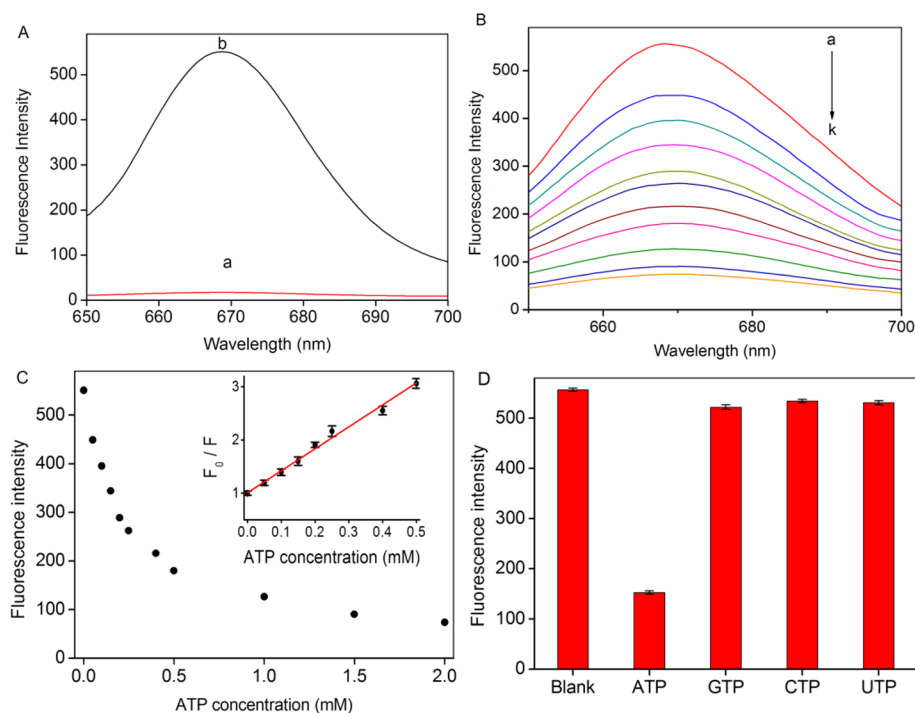 A
b
500
400
300
200
100
0
a
650 660 670 680 690 700
Wavelength (nm)
Fluorescence Intensity
B
a
k
500
400
300
200
100
0
660 680 700
Wavelength (nm)
Fluorescence Intensity
C
500
400
300
200
100
0
0.0 0.5 1.0 1.5 2.0
ATP concentration (mM)
Fluorescence intensity
3
2
1
0.0 0.1 0.2 0.3 0.4 0.5
ATP concentration (mM)
F0 / F
D
500
400
300
200
100
0
Blank ATP GTP CTP UTP
Fluorescence intensity